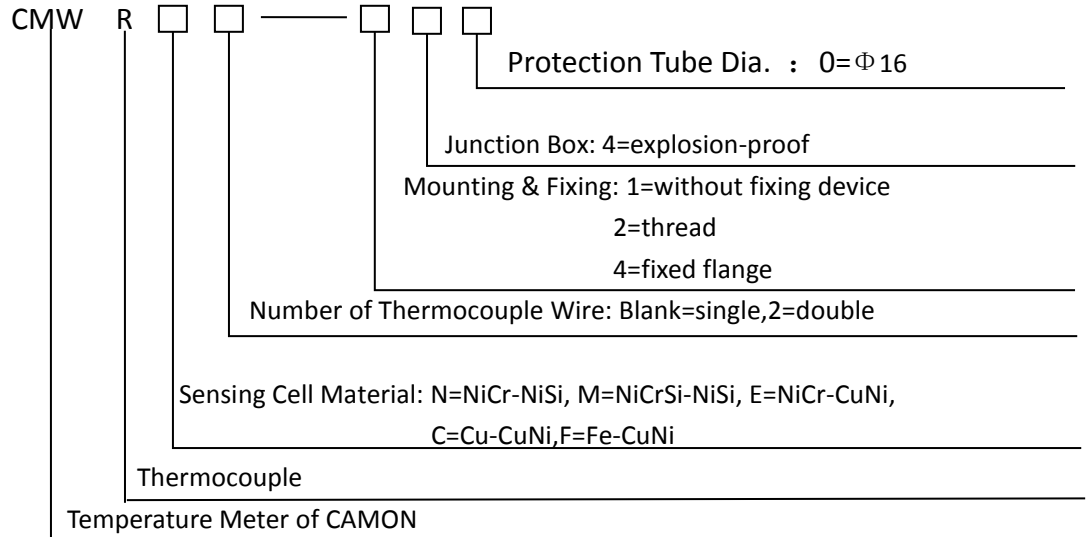 CMW R □ □ —— □ □ □
Protection Tube Dia. ： 0=Φ16
Junction Box: 4=explosion-proof
Mounting & Fixing: 1=without fixing device
2=thread
4=fixed flange
Number of Thermocouple Wire: Blank=single,2=double
Sensing Cell Material: N=NiCr-NiSi, M=NiCrSi-NiSi, E=NiCr-CuNi,
C=Cu-CuNi,F=Fe-CuNi
Thermocouple
Temperature Meter of CAMON